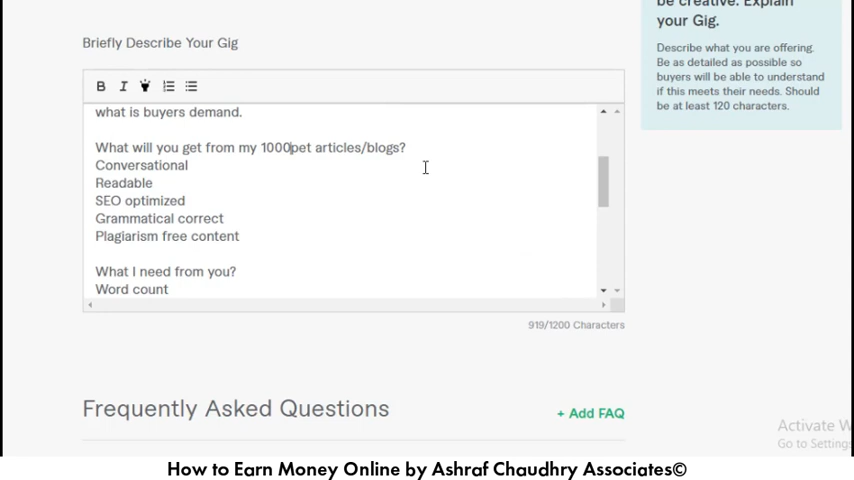 be creative. Explain
your Gig.
Describe what you are offering.
Be as detailed as possible so
buyers will be able to understand
if this meets their needs. Should
be at least 120 characters.
Briefly Describe Your Gig
B I
what is buyers demand.
What will you get from my 1000pet articles/blogs?
Conversational
Readable
SEO optimized
Grammatical correct
Plagiarism free content
What I need from you?
Word count
919/1200 Characters
Frequently Asked Questions
+ Add FAQ
Activate W
Go to Settings
How to Earn Money Online by Ashraf Chaudhry Associates©